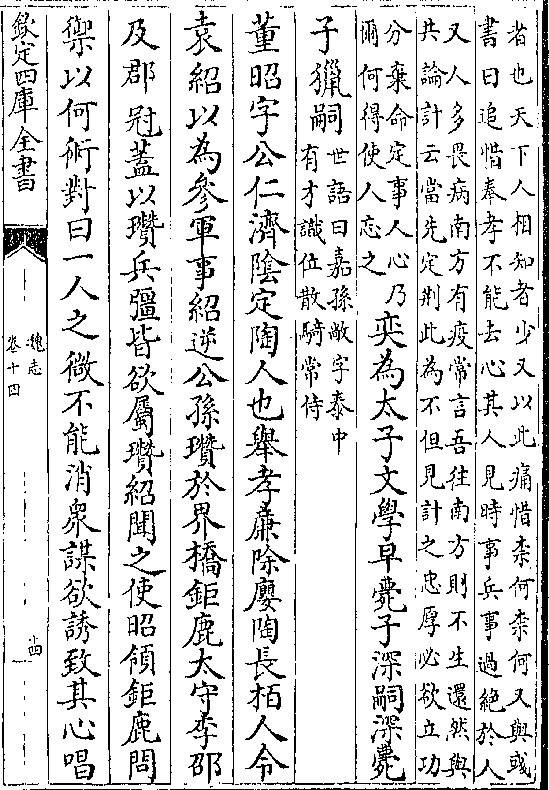 者也天下人相知者少又以此痛惜柰何柰何又與彧
書曰追惜奉孝不能去心其人見時事兵事過絶於人
又人多畏病南方有疫常言吾往南方則不生還然與
共論計云當先定荆此為不但見計之忠厚必欲立功
分棄命定事人心乃
爾何得使人忘之
奕為太子文學早薨子深嗣深薨
子獵嗣
世語曰嘉孫敞字泰中
有才識位散騎常侍
董昭字公仁濟陰定陶人也舉孝廉除廮陶長栢人令
袁紹以為參軍事紹逆公孫瓚於界橋鉅鹿太守李邵
及郡冠蓋以瓚兵彊皆欲屬瓚紹聞之使昭領鉅鹿問
禦以何術對曰一人之微不能消衆謀欲誘致其心唱
欽定四庫全書
魏志
卷十四
十四